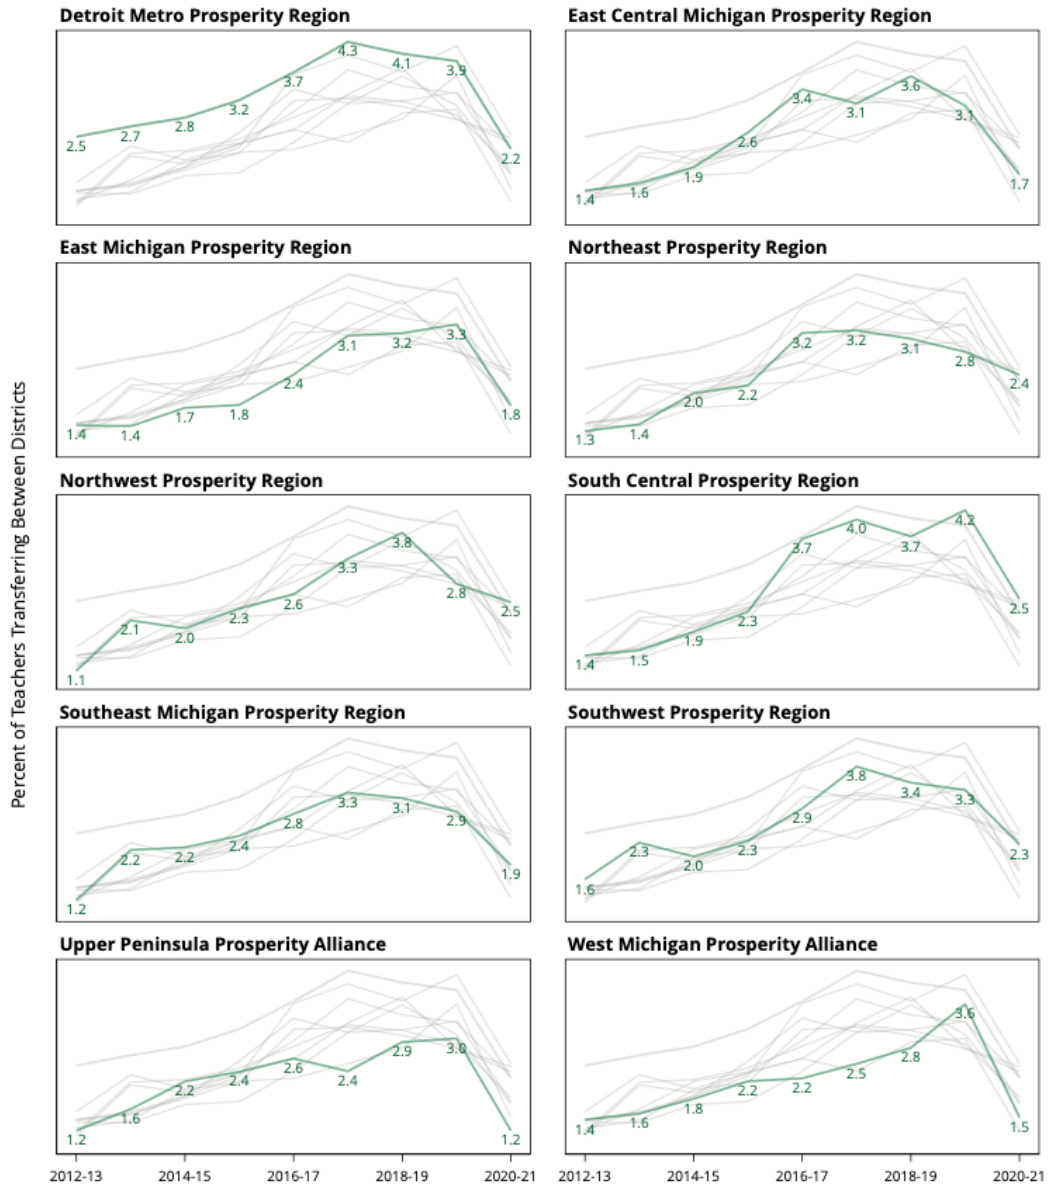 Detroit Metro Prosperity Region
East Central Michigan Prosperity Region
2.5 2.7 2.8 3.2 3.7 4.3 4.1 3.9 2.2
1.4 1.6 1.9 2.6 3.4 3.1 3.6 3.1 1.7
East Michigan Prosperity Region
Northeast Prosperity Region
1.4 1.4 1.7 1.8 2.4 3.1 3.2 3.3 1.8
1.3 1.4 2.0 2.2 3.2 3.2 3.1 2.8 2.4
Percent of Teachers Transferring Between Districts
Northwest Prosperity Region
South Central Prosperity Region
1.1 2.1 2.0 2.3 2.6 3.3 3.8 2.8 2.5
1.4 1.5 1.9 2.3 3.7 4.0 3.7 4.2 2.5
Southeast Michigan Prosperity Region
Southwest Prosperity Region
1.2 2.2 2.2 2.4 2.8 3.3 3.1 2.9 1.9
1.6 2.3 2.0 2.3 2.9 3.8 3.4 3.3 2.3
Upper Peninsula Prosperity Alliance
West Michigan Prosperity Alliance
1.2 1.6 2.2 2.4 2.6 2.4 2.9 3.0 1.2
1.4 1.6 1.8 2.2 2.2 2.5 2.8 3.6 1.5
2012-13 2014-15 2016-17 2018-19 2020-21
2012-13 2014-15 2016-17 2018-19 2020-21